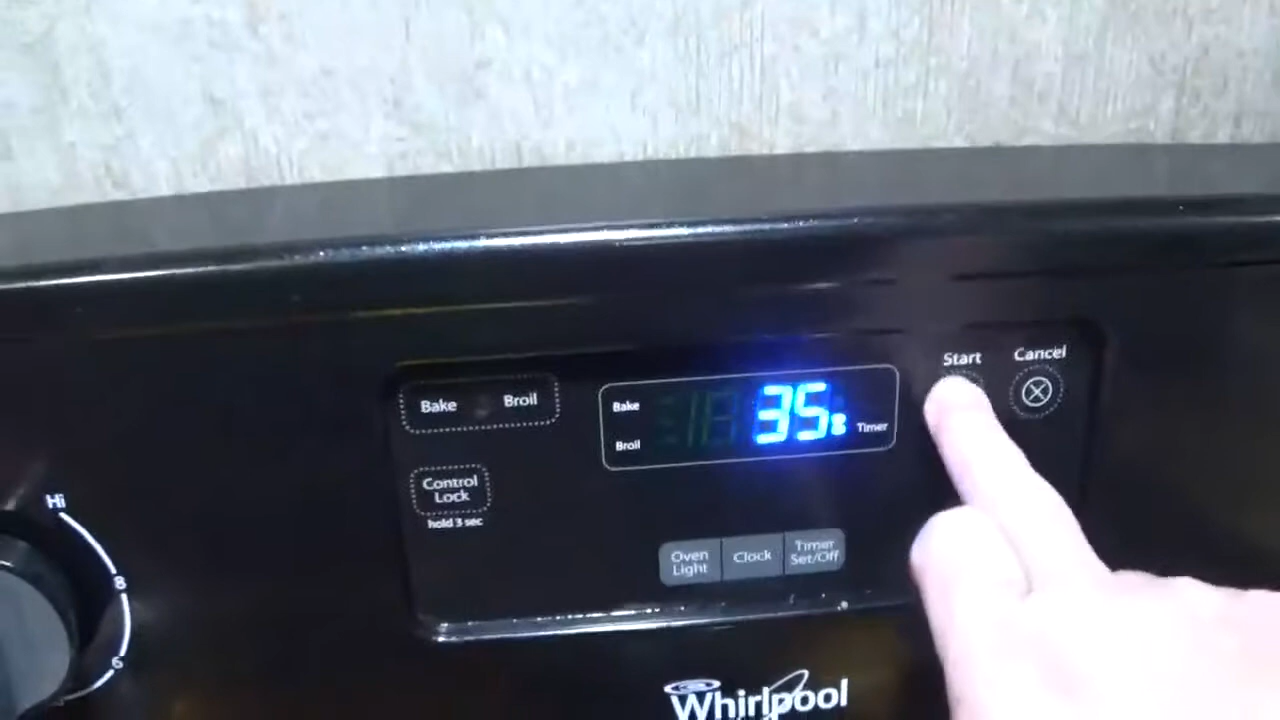 Start Cancel
Bake Broil
Bake
35
Timer
Broil
Control
Lock
hold 3 sec
Hi
8
6
Oven
Light
Clock
Timer
Set/Off
Whirlpool